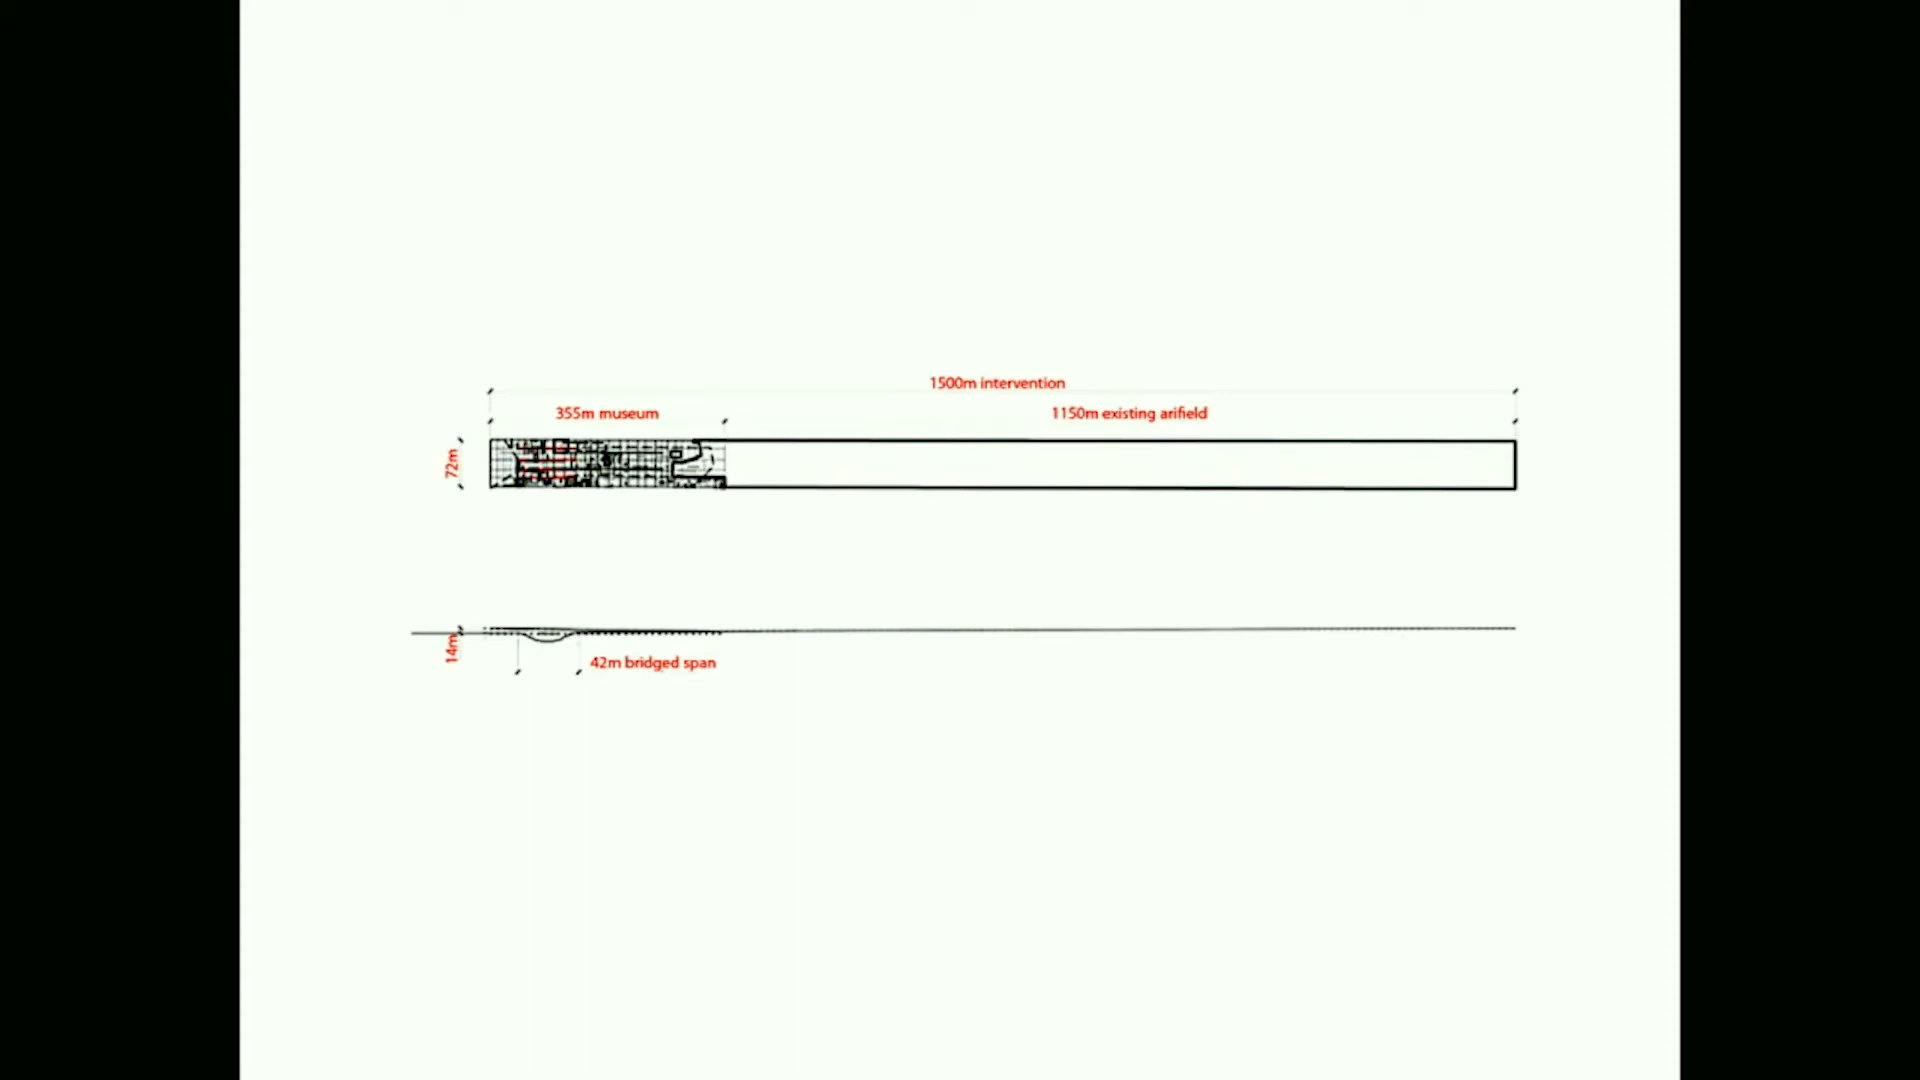 1500m intervention
355m museum
1150m existing arifield
72m
14m
42m bridged span